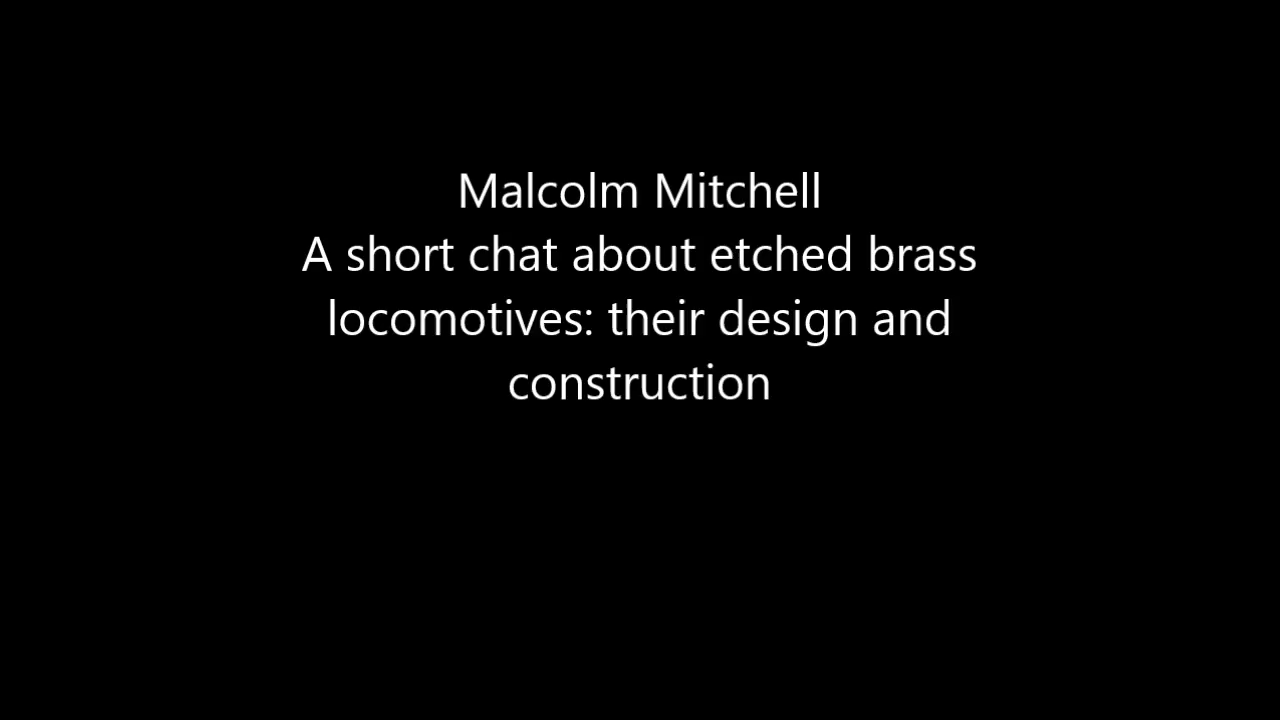 Malcolm Mitchell
A short chat about etched brass
locomotives: their design and
construction